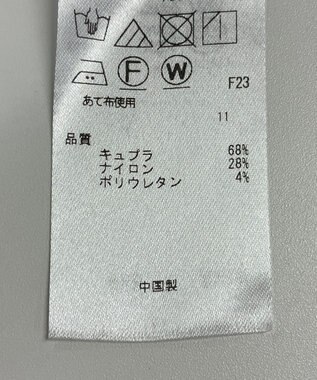 F W
F23
あて布使用
11
品質
キュプラ 68%
ナイロン 28%
ポリウレタン 4%
中国製